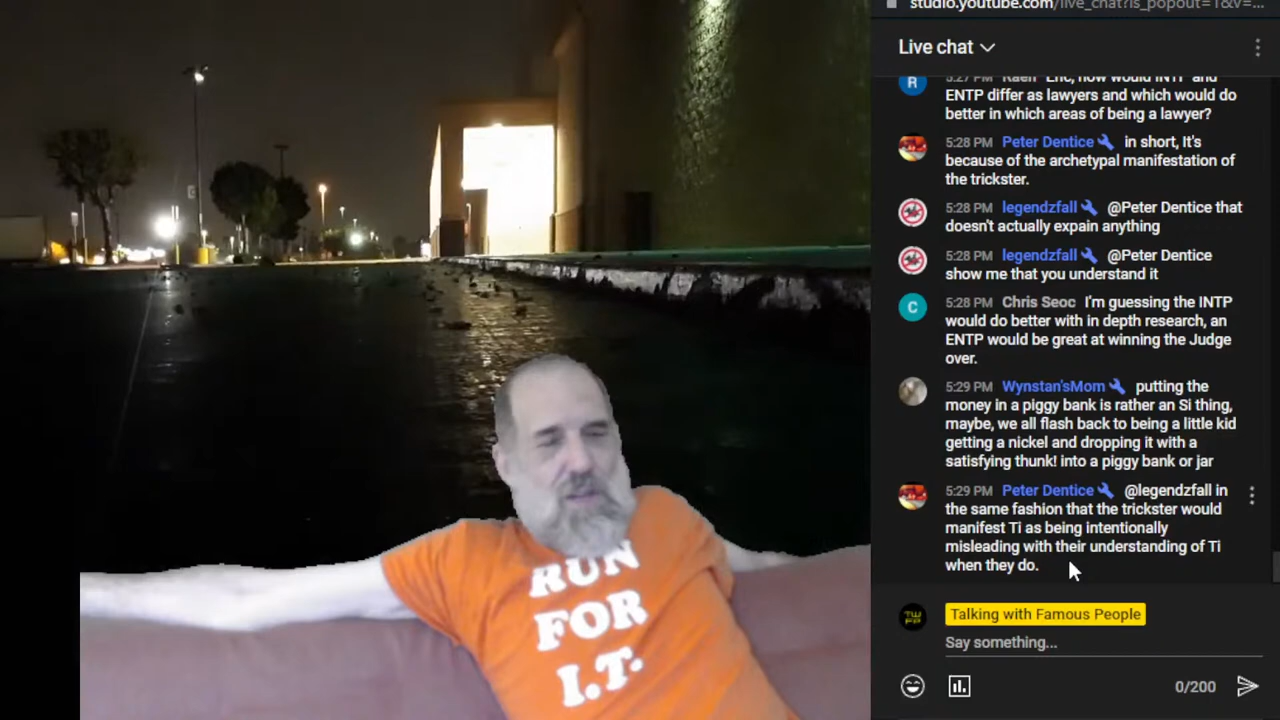 studio.youtube.com/live_chat?is_popout=1&v=...
Live chat
5:27 PM Raen Eric, how would INTP and
ENTP differ as lawyers and which would do
better in which areas of being a lawyer?
5:28 PM Peter Dentice in short, It's
because of the archetypal manifestation of
the trickster.
5:28 PM legendzfall @Peter Dentice that
doesn't actually expain anything
5:28 PM legendzfall @Peter Dentice
show me that you understand it
5:28 PM Chris Seoc I'm guessing the INTP
would do better with in depth research, an
ENTP would be great at winning the Judge
over.
5:29 PM Wynstan'sMom putting the
money in a piggy bank is rather an Si thing,
maybe, we all flash back to being a little kid
getting a nickel and dropping it with a
satisfying thunk! into a piggy bank or jar
5:29 PM Peter Dentice @legendzfall in
the same fashion that the trickster would
manifest Ti as being intentionally
misleading with their understanding of Ti
when they do.
Talking with Famous People
Say something...
0/200
R
C
TW
FP
RUN
FOR
I.T.